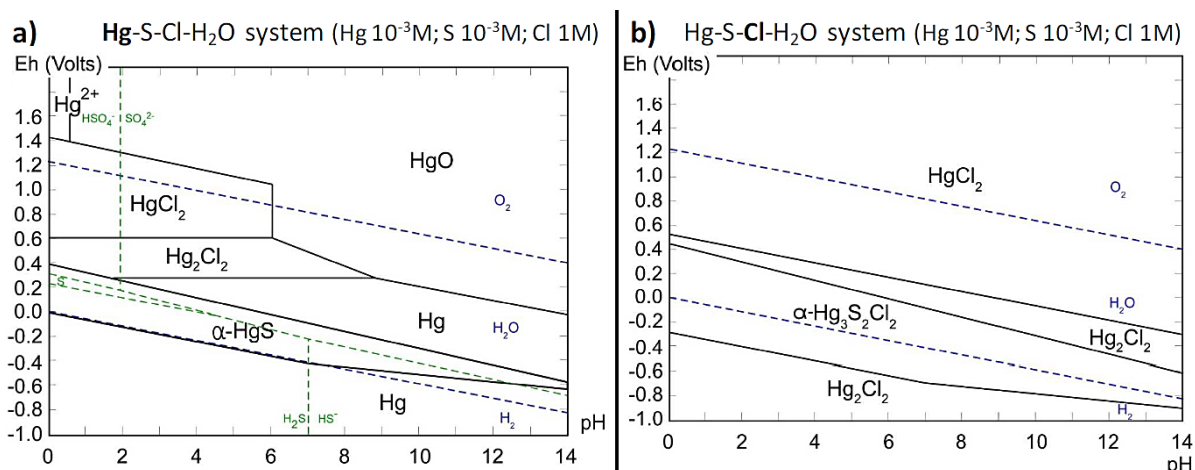 a) Hg-S-Cl-H₂O system (Hg 10⁻³M; S 10⁻³M; Cl 1M)
Eh (Volts)
Hg²⁺
HSO₄⁻ SO₄²⁻
HgO
HgCl₂
O₂
Hg₂Cl₂
S
α-HgS
Hg
H₂O
Hg
H₂S HS⁻
H₂
pH
1.6
1.4
1.2
1.0
0.8
0.6
0.4
0.2
0.0
-0.2
-0.4
-0.6
-0.8
-1.0
0 2 4 6 8 10 12 14
b) Hg-S-Cl-H₂O system (Hg 10⁻³M; S 10⁻³M; Cl 1M)
Eh (Volts)
HgCl₂
O₂
H₂O
α-Hg₃S₂Cl₂
Hg₂Cl₂
Hg₂Cl₂
H₂
1.6
1.4
1.2
1.0
0.8
0.6
0.4
0.2
0.0
-0.2
-0.4
-0.6
-0.8
-1.0
0 2 4 6 8 10 12 14
pH